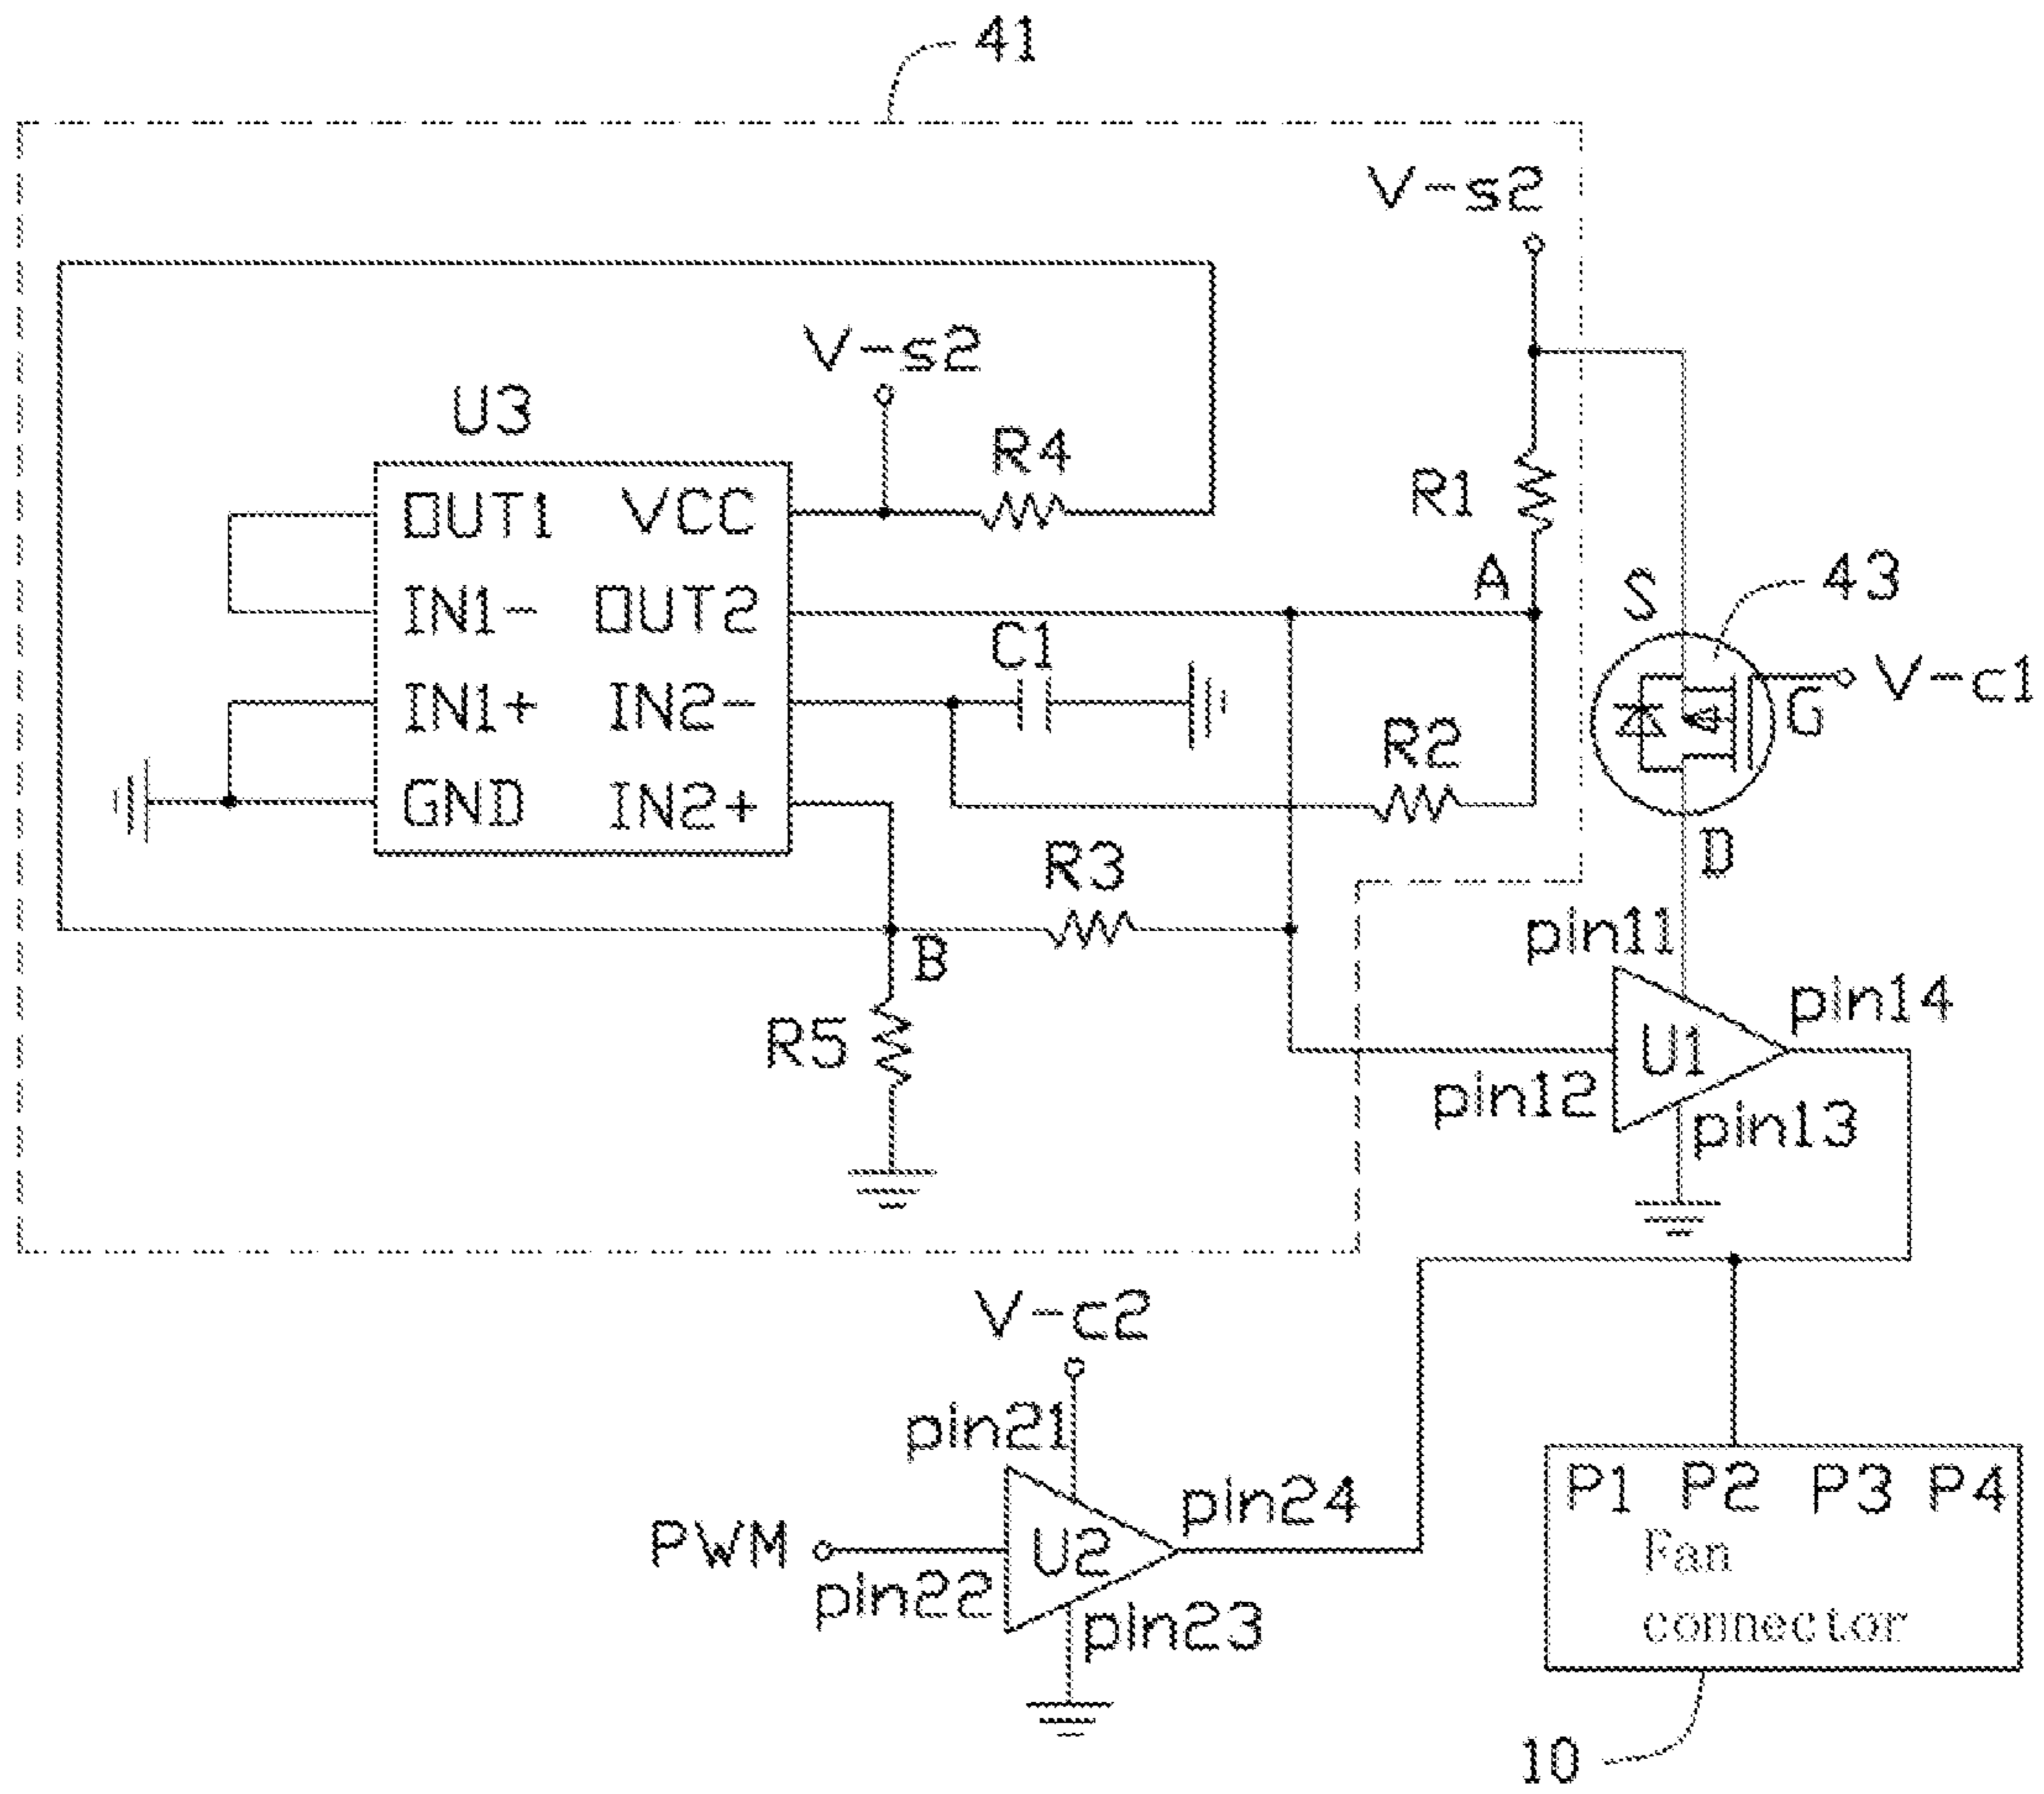 41
V-s2
V-s2
U3
R4
R1
OUT1 VCC
A
S
43
IN1- OUT2
C1
V-c1
IN1+ IN2-
G
R2
GND IN2+
R3
D
pin11
B
pin14
R5
U1
pin12
pin13
V-c2
pin21
P1 P2 P3 P4
pin24
PWM
U2
Fan
pin22
pin23
connector
10